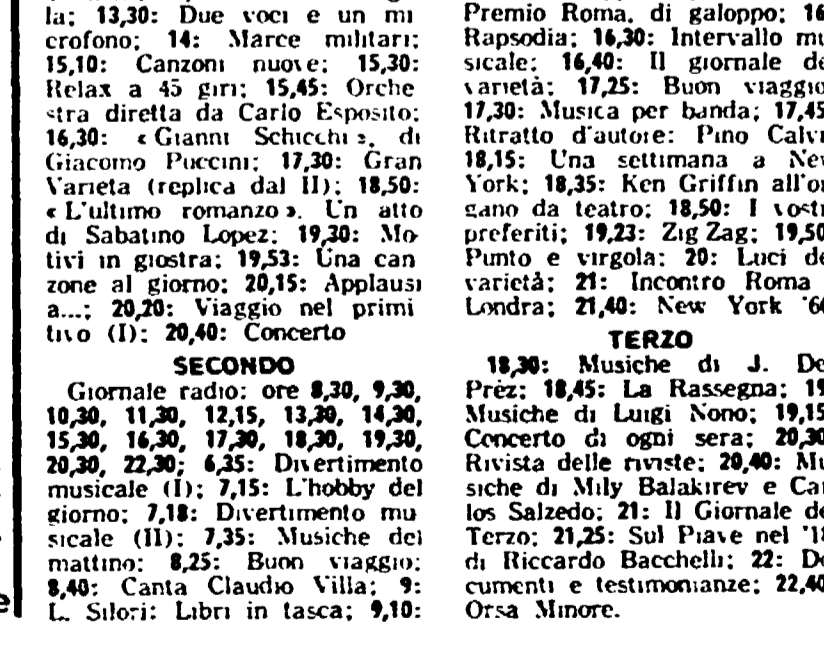 la; 13,30: Due voci e un mi
crofono; 14: Marce militari;
15,10: Canzoni nuove; 15,30:
Relax a 45 giri; 15,45: Orche
stra diretta da Carlo Esposito;
16,30: « Gianni Schicchi », di
Giacomo Puccini; 17,30: Gran
Varietà (replica dal II); 18,50:
« L'ultimo romanzo ». Un atto
di Sabatino Lopez; 19,30: Mo-
tivi in giostra; 19,53: Una can
zone al giorno; 20,15: Applausi
a...; 20,20: Viaggio nel primi
tivo (I); 20,40: Concerto
SECONDO
Giornale radio: ore 8,30, 9,30,
10,30, 11,30, 12,15, 13,30, 14,30,
15,30, 16,30, 17,30, 18,30, 19,30,
20,30, 22,30; 6,35: Divertimento
musicale (I); 7,15: L'hobby del
giorno; 7,18: Divertimento mu
sicale (II); 7,35: Musiche del
mattino; 8,25: Buon viaggio;
8,40: Canta Claudio Villa; 9:
L. Silori: Libri in tasca; 9,10:
Premio Roma. di galoppo; 16
Rapsodia; 16,30: Intervallo mu
sicale; 16,40: Il giornale de
varietà; 17,25: Buon viaggio
17,30: Musica per banda; 17,45
Ritratto d'autore: Pino Calvi
18,15: Una settimana a New
York; 18,35: Ken Griffin all'or
gano da teatro; 18,50: I vostri
preferiti; 19,23: Zig Zag; 19,50
Punto e virgola; 20: Luci de
varietà; 21: Incontro Roma
Londra; 21,40: New York '66
TERZO
18,30: Musiche di J. De
Préz; 18,45: La Rassegna; 19
Musiche di Luigi Nono; 19,15
Concerto di ogni sera; 20,30
Rivista delle riviste; 20,40: Mu
siche di Mily Balakirev e Car
los Salzedo; 21: Il Giornale de
Terzo; 21,25: Sul Piave nel '18
di Riccardo Bacchelli; 22: Do
cumenti e testimonianze; 22,40
Orsa Minore.